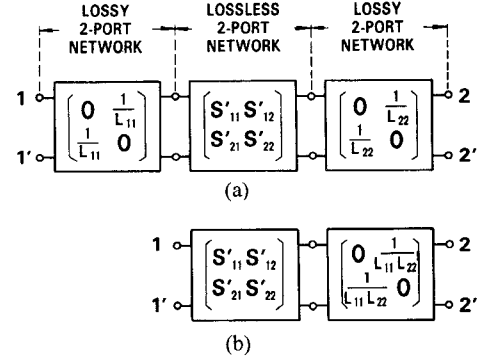 LOSSY LOSSLESS LOSSY
2-PORT 2-PORT 2-PORT
NETWORK NETWORK NETWORK
1 2
0 1/L11 S'11 S'12 0 1/L22
1/L11 0 S'21 S'22 1/L22 0
1' 2'
(a)
1 2
S'11 S'12 0 1/L11 L22
S'21 S'22 1/L11 L22 0
1' 2'
(b)